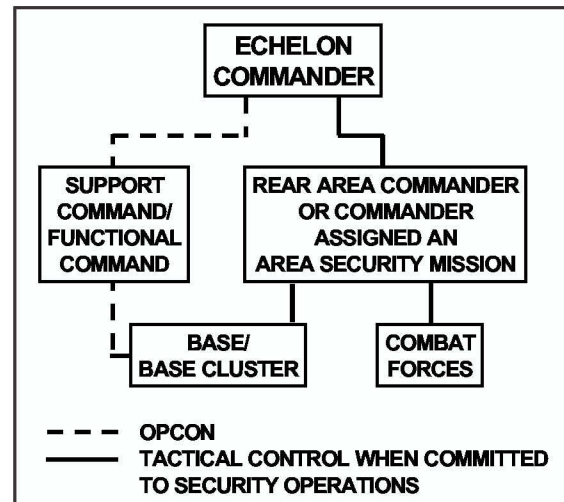 ECHELON
COMMANDER
SUPPORT
COMMAND/
FUNCTIONAL
COMMAND
REAR AREA COMMANDER
OR COMMANDER
ASSIGNED AN
AREA SECURITY MISSION
BASE/
BASE CLUSTER
COMBAT
FORCES
OPCON
TACTICAL CONTROL WHEN COMMITTED
TO SECURITY OPERATIONS